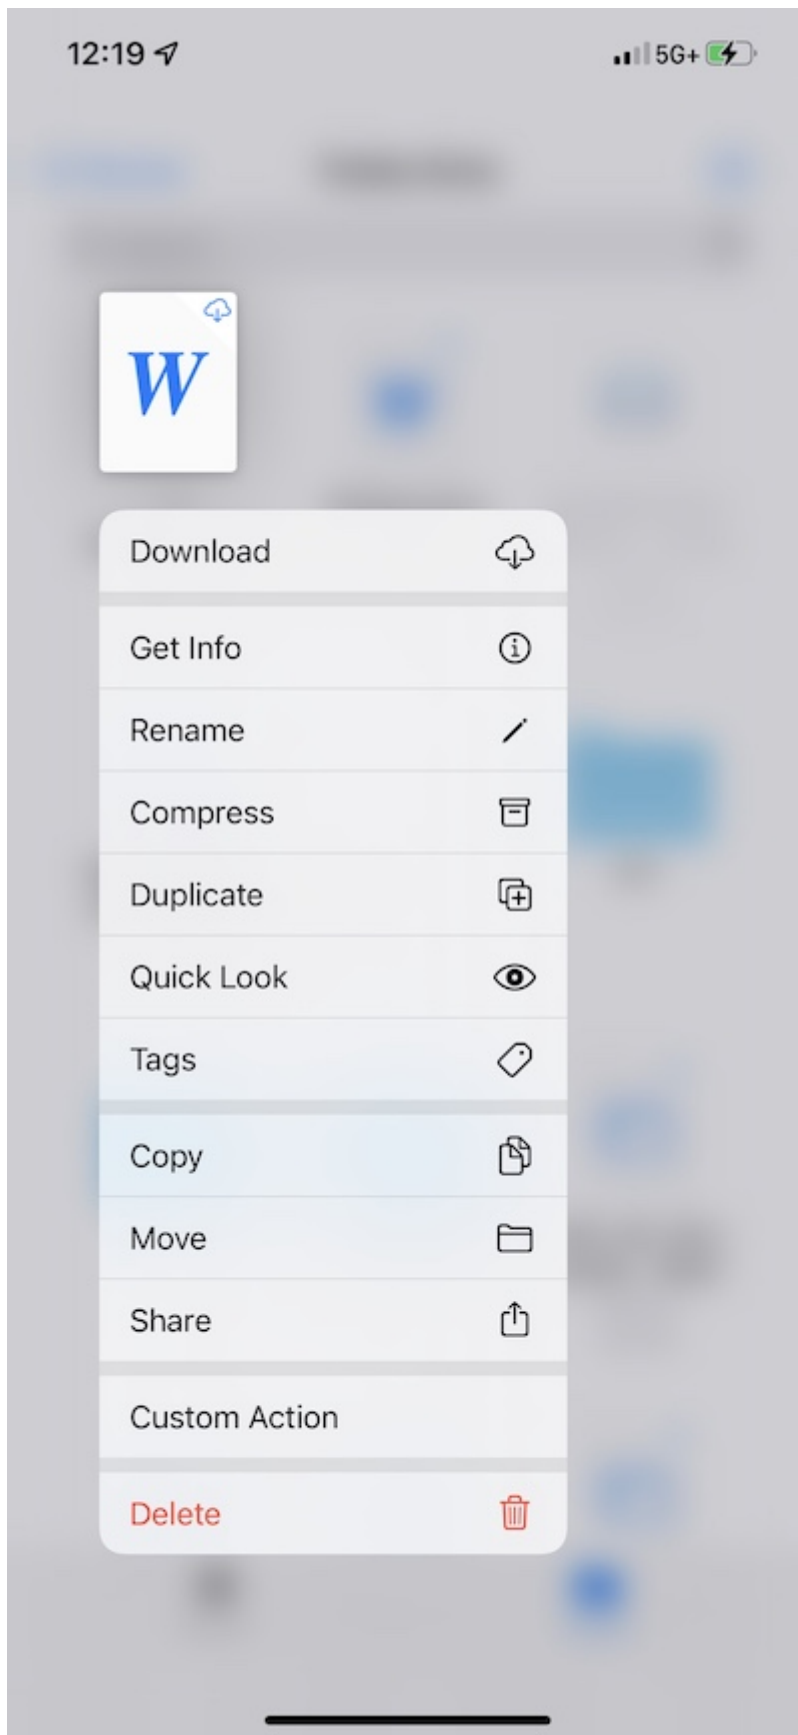 12:19
5G+
W
Download
Get Info
Rename
Compress
Duplicate
Quick Look
Tags
Copy
Move
Share
Custom Action
Delete